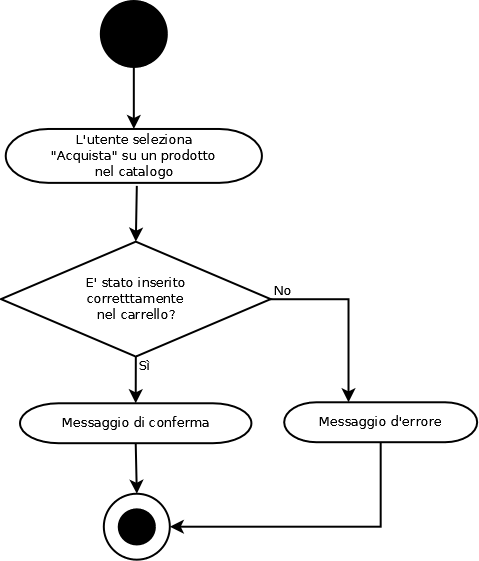 L'utente seleziona
"Acquista" su un prodotto
nel catalogo
E' stato inserito
corretttamente
nel carrello?
No
Sì
Messaggio di conferma
Messaggio d'errore